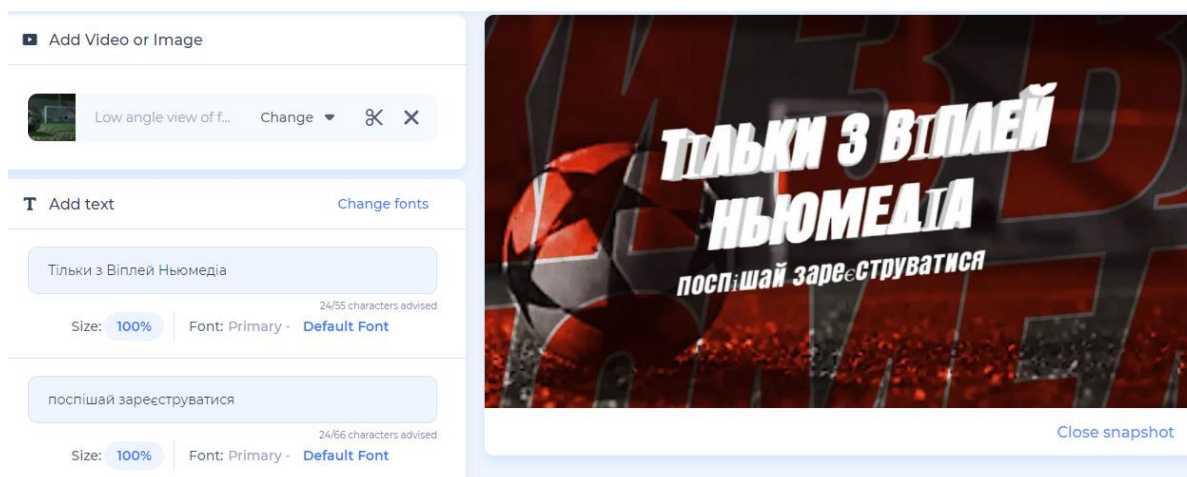 Add Video or Image
Low angle view of f... Change
T Add text Change fonts
Тільки з Віплей Ньюмедіа
24/55 characters advised
Size: 100% Font: Primary - Default Font
поспішай зареєструватися
24/66 characters advised
Size: 100% Font: Primary - Default Font
ТІЛЬКИ З ВІПЛЕЙ
НЬЮМЕДІА
поспішай зареєструватися
Close snapshot